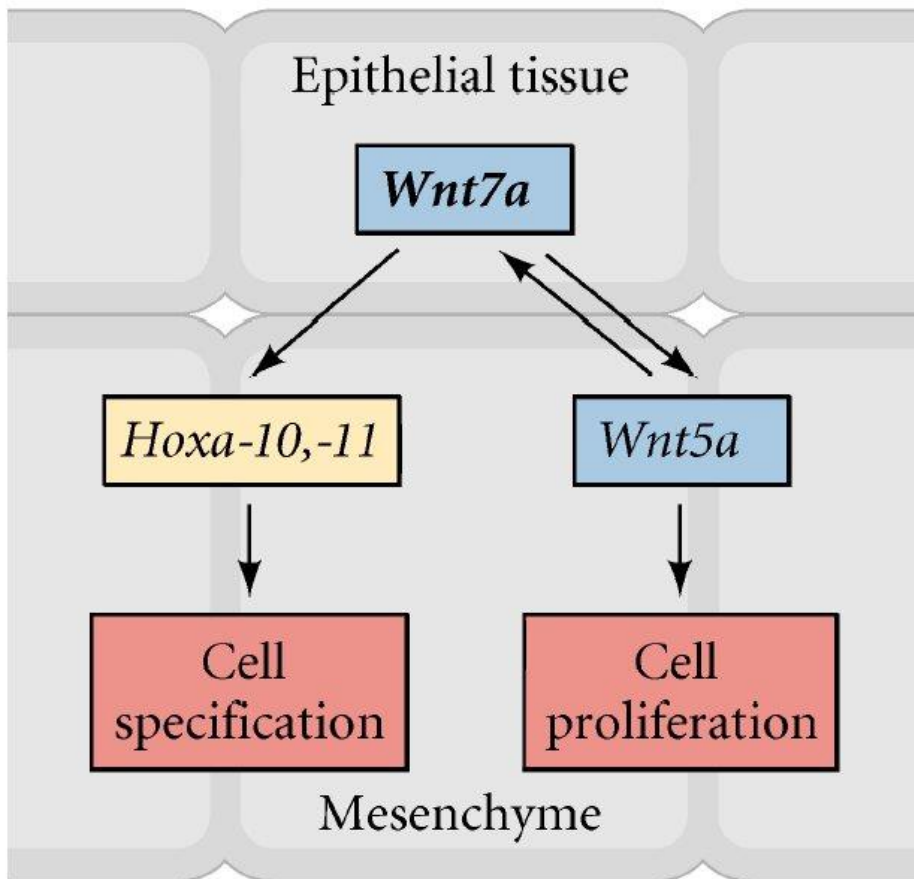 Epithelial tissue
Wnt7a
Hoxa-10,-11
Wnt5a
Cell
specification
Cell
proliferation
Mesenchyme